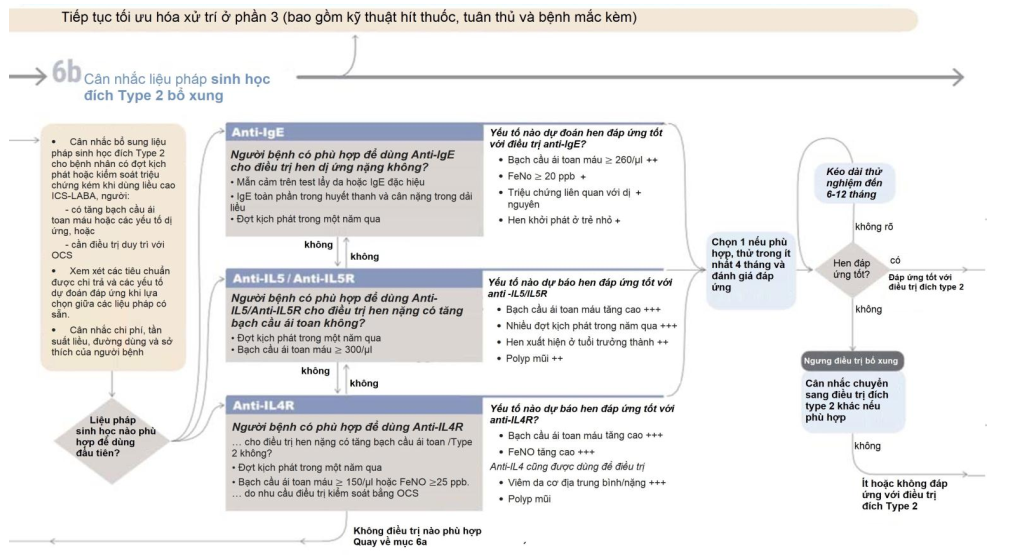 Tiếp tục tối ưu hóa xử trí ở phần 3 (bao gồm kỹ thuật hít thuốc, tuân thủ và bệnh mắc kèm)
6b Cân nhắc liệu pháp sinh học
đích Type 2 bổ xung
• Cân nhắc bổ sung liệu
pháp sinh học đích Type 2
cho bệnh nhân có đợt kịch
phát hoặc kiểm soát triệu
chứng kém khi dùng liều cao
ICS-LABA, người:
- có tăng bạch cầu ái
toan máu hoặc các yếu tố dị
ứng, hoặc
- cần điều trị duy trì với
OCS
• Xem xét các tiêu chuẩn
được chi trả và các yếu tố
dự đoán đáp ứng khi lựa
chọn giữa các liệu pháp có
sẵn.
• Cân nhắc chi phí, tần
suất liều, đường dùng và sở
thích của người bệnh
Liệu pháp
sinh học nào phù
hợp để dùng
đầu tiên?
Anti-IgE
Người bệnh có phù hợp để dùng Anti-IgE
cho điều trị hen dị ứng nặng không?
• Mẫn cảm trên test lẩy da hoặc IgE đặc hiệu
• IgE toàn phần trong huyết thanh và cân nặng trong dải
liều
• Đợt kịch phát trong một năm qua
Yếu tố nào dự đoán hen đáp ứng tốt
với điều trị anti-IgE?
• Bạch cầu ái toan máu ≥ 260/µl ++
• FeNo ≥ 20 ppb +
• Triệu chứng liên quan với dị +
nguyên
• Hen khởi phát ở trẻ nhỏ +
không
không
Anti-IL5 / Anti-IL5R
Người bệnh có phù hợp để dùng Anti-
IL5/Anti-IL5R cho điều trị hen nặng có tăng
bạch cầu ái toan không?
• Đợt kịch phát trong một năm qua
• Bạch cầu ái toan máu ≥ 300/µl
Yếu tố nào dự báo hen đáp ứng tốt với
anti -IL5/IL5R
• Bạch cầu ái toan máu tăng cao +++
• Nhiều đợt kịch phát trong năm qua +++
• Hen xuất hiện ở tuổi trưởng thành ++
• Polyp mũi ++
không
không
Anti-IL4R
Người bệnh có phù hợp để dùng Anti-IL4R
… cho điều trị hen nặng có tăng bạch cầu ái toan /Type
2 không?
• Đợt kịch phát trong một năm qua
• Bạch cầu ái toan máu ≥ 150/µl hoặc FeNO ≥25 ppb.
… do nhu cầu điều trị kiểm soát bằng OCS
Yếu tố nào dự báo hen đáp ứng tốt với
anti-IL4R?
• Bạch cầu ái toan máu tăng cao +++
• FeNO tăng cao +++
Anti-IL4 cũng được dùng để điều trị
• Viêm da cơ địa trung bình/nặng +++
• Polyp mũi
Không điều trị nào phù hợp
Quay về mục 6a
Chọn 1 nếu phù
hợp, thử trong ít
nhất 4 tháng và
đánh giá đáp
ứng
Kéo dài thử
nghiệm đến
6-12 tháng
không rõ
Hen đáp
ứng tốt?
có
Đáp ứng tốt với
điều trị đích type 2
không
Ngưng điều trị bổ xung
Cân nhắc chuyển
sang điều trị đích
type 2 khác nếu
phù hợp
không
Ít hoặc không đáp
ứng với điều trị
đích Type 2